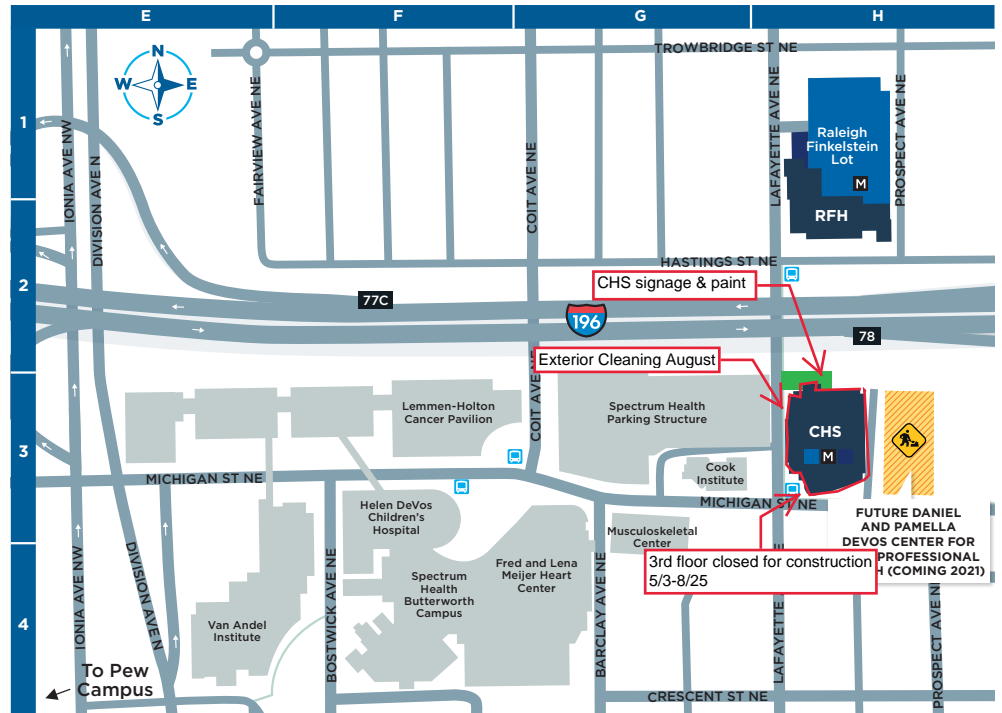 E F G H
1
2
3
4
N
W E
S
TROWBRIDGE ST NE
IONIA AVE NW
DIVISION AVE N
FAIRVIEW AVE NE
COIT AVE NE
LAFAYETTE AVE NE
PROSPECT AVE NE
Raleigh
Finkelstein
Lot
M
RFH
HASTINGS ST NE
CHS signage & paint
77C
196
78
Exterior Cleaning August
COIT AVE NE
Lemmen-Holton
Cancer Pavilion
Spectrum Health
Parking Structure
CHS
M
Cook
Institute
MICHIGAN ST NE
MICHIGAN ST NE
Helen DeVos
Children's
Hospital
Musculoskeletal
Center
FUTURE DANIEL
AND PAMELLA
DEVOS CENTER FOR
PROFESSIONAL
H (COMING 2021)
3rd floor closed for construction
5/3-8/25
Fred and Lena
Meijer Heart
Center
Spectrum
Health
Butterworth
Campus
Van Andel
Institute
IONIA AVE NW
DIVISION AVE N
BOSTWICK AVE NE
BARCLAY AVE NE
LAFAYETTE
PROSPECT AVE NE
To Pew
Campus
CRESCENT ST NE